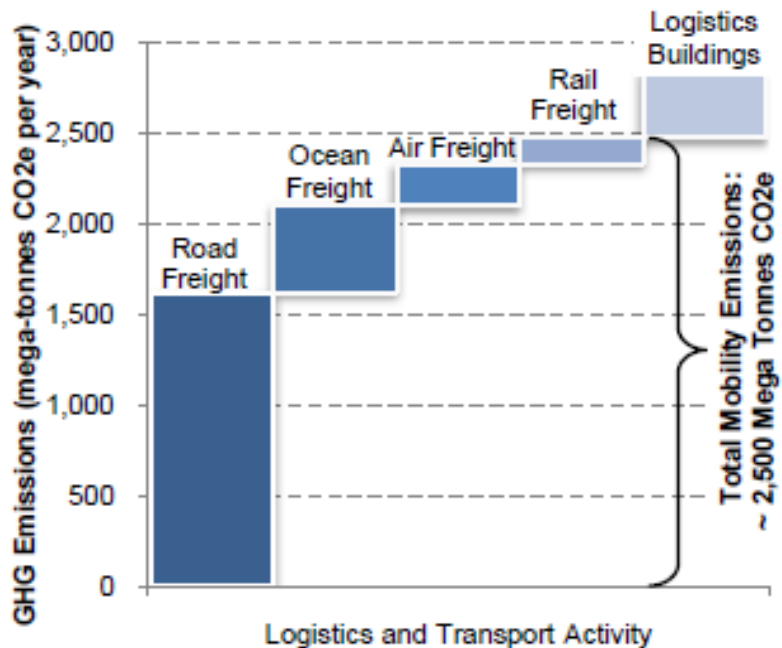 GHG Emissions (mega-tonnes CO2e per year)
3,000
2,500
2,000
1,500
1,000
500
0
Road
Freight
Ocean
Freight
Air Freight
Rail
Freight
Logistics
Buildings
Total Mobility Emissions:
~ 2,500 Mega Tonnes CO2e
Logistics and Transport Activity